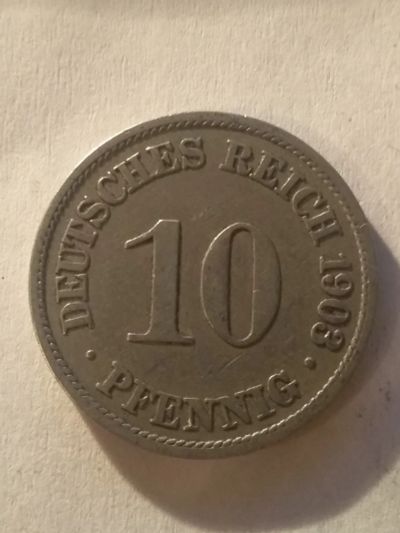 DEUTSCHES REICH 1903
10
• PFENNIG •